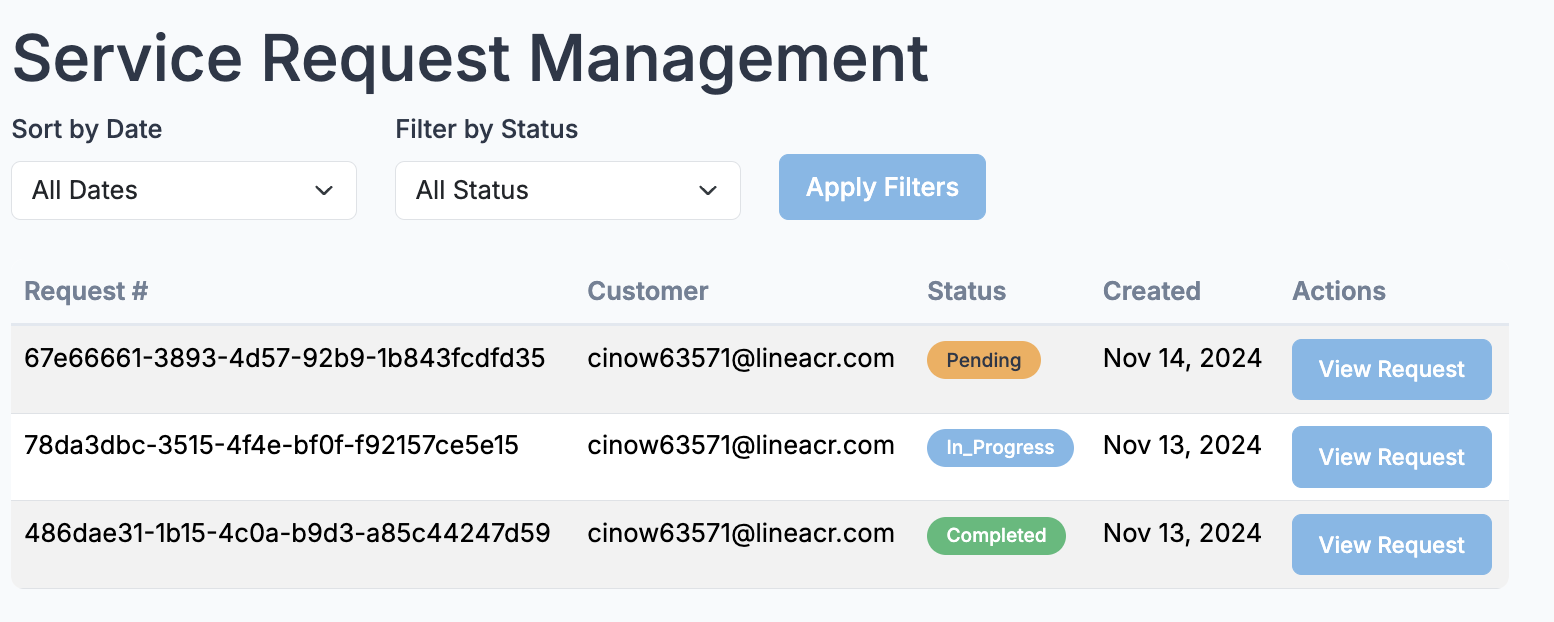 Service Request Management
Sort by Date Filter by Status
All Dates All Status Apply Filters
Request # Customer Status Created Actions
67e66661-3893-4d57-92b9-1b843fcdfd35 cinow63571@lineacr.com Pending Nov 14, 2024 View Request
78da3dbc-3515-4f4e-bf0f-f92157ce5e15 cinow63571@lineacr.com In_Progress Nov 13, 2024 View Request
486dae31-1b15-4c0a-b9d3-a85c44247d59 cinow63571@lineacr.com Completed Nov 13, 2024 View Request